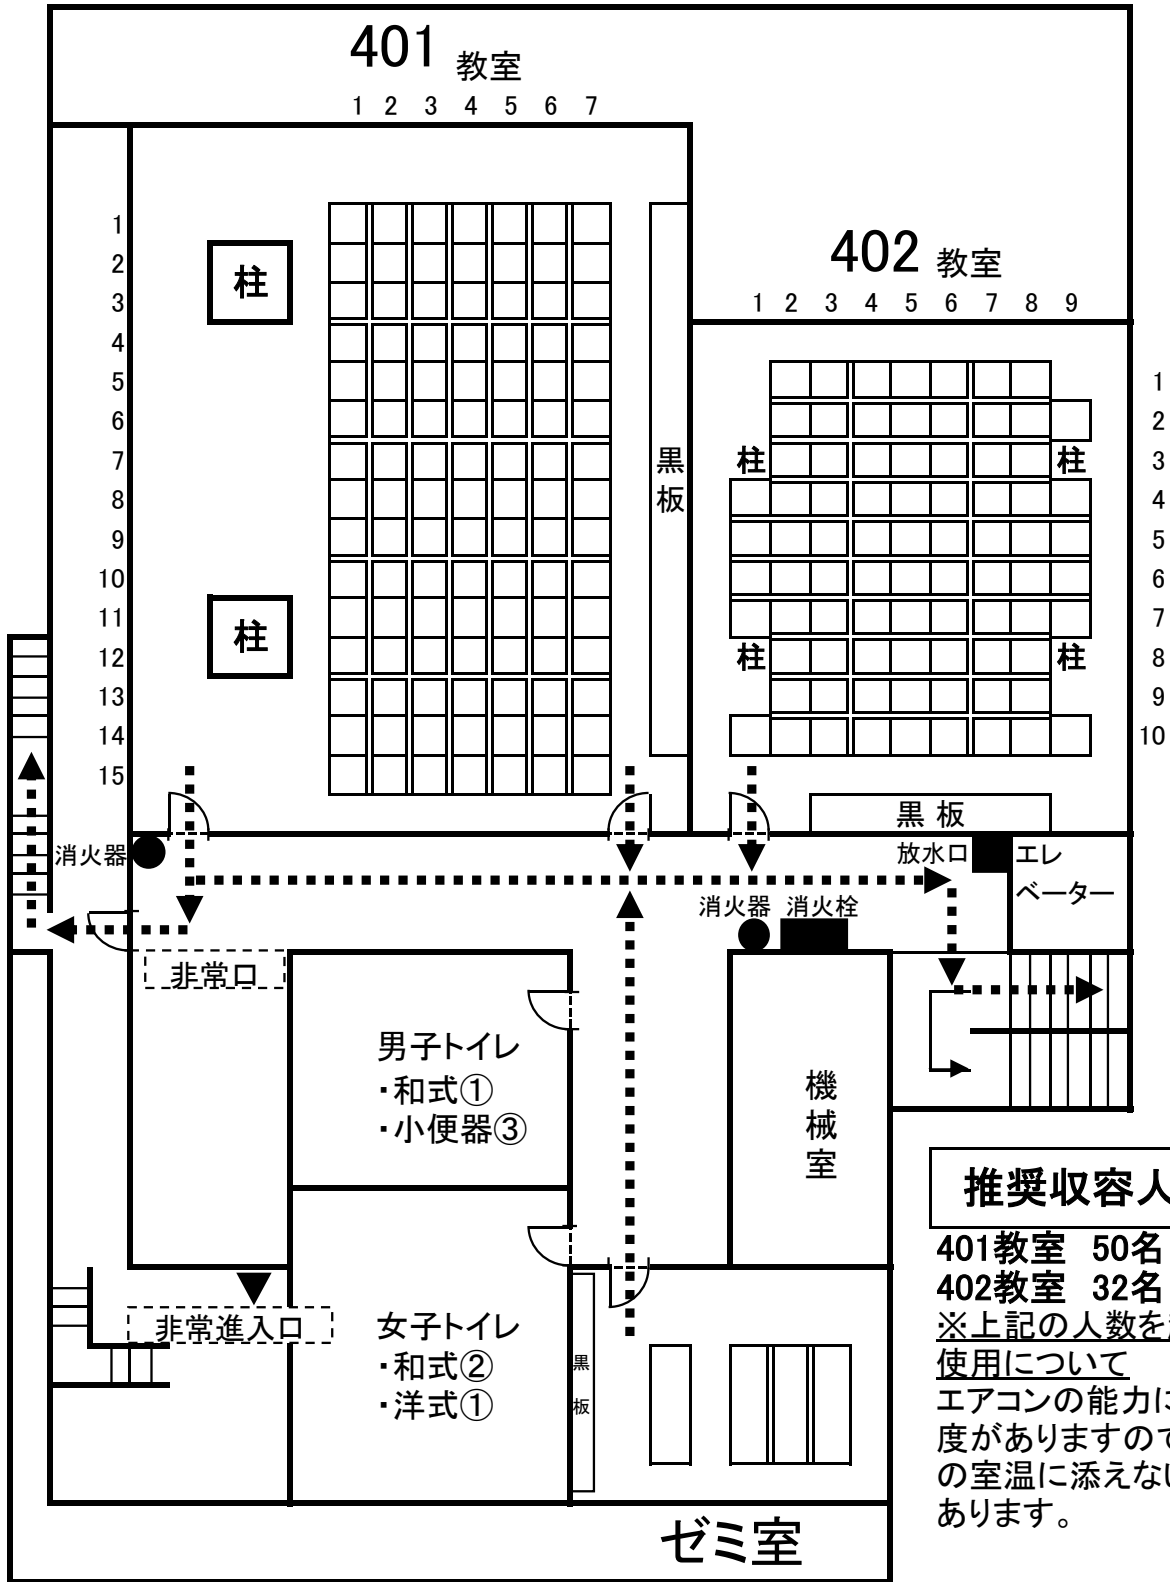 401 教室
1 2 3 4 5 6 7
1
2
3
4
5
6
7
8
9
10
11
12
13
14
15
柱
柱
黒板
402 教室
1 2 3 4 5 6 7 8 9
1
2
柱 柱 3
4
5
6
7
柱 柱 8
9
10
黒板
消火器
放水口
エレ
ベーター
消火器 消火栓
非常口
男子トイレ
・和式①
・小便器③
機械室
非常進入口
女子トイレ
・和式②
・洋式①
黒板
ゼミ室
推奨収容人
401教室 50名
402教室 32名
※上記の人数を
使用について
エアコンの能力に
度がありますので
の室温に添えない
あります。